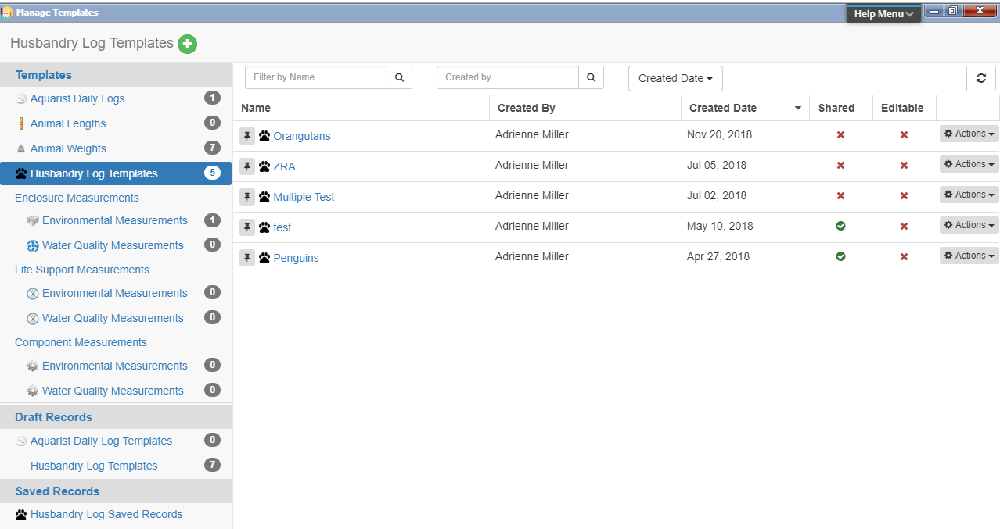 Manage Templates
Help Menu
Husbandry Log Templates
Templates
Aquarist Daily Logs 1
Animal Lengths 0
Animal Weights 7
Husbandry Log Templates 5
Enclosure Measurements
Environmental Measurements 1
Water Quality Measurements 0
Life Support Measurements
Environmental Measurements 0
Water Quality Measurements 0
Component Measurements
Environmental Measurements 0
Water Quality Measurements 0
Draft Records
Aquarist Daily Log Templates 0
Husbandry Log Templates 7
Saved Records
Husbandry Log Saved Records
Filter by Name Created by Created Date
Name Created By Created Date Shared Editable
Orangutans Adrienne Miller Nov 20, 2018 Actions
ZRA Adrienne Miller Jul 05, 2018 Actions
Multiple Test Adrienne Miller Jul 02, 2018 Actions
test Adrienne Miller May 10, 2018 Actions
Penguins Adrienne Miller Apr 27, 2018 Actions